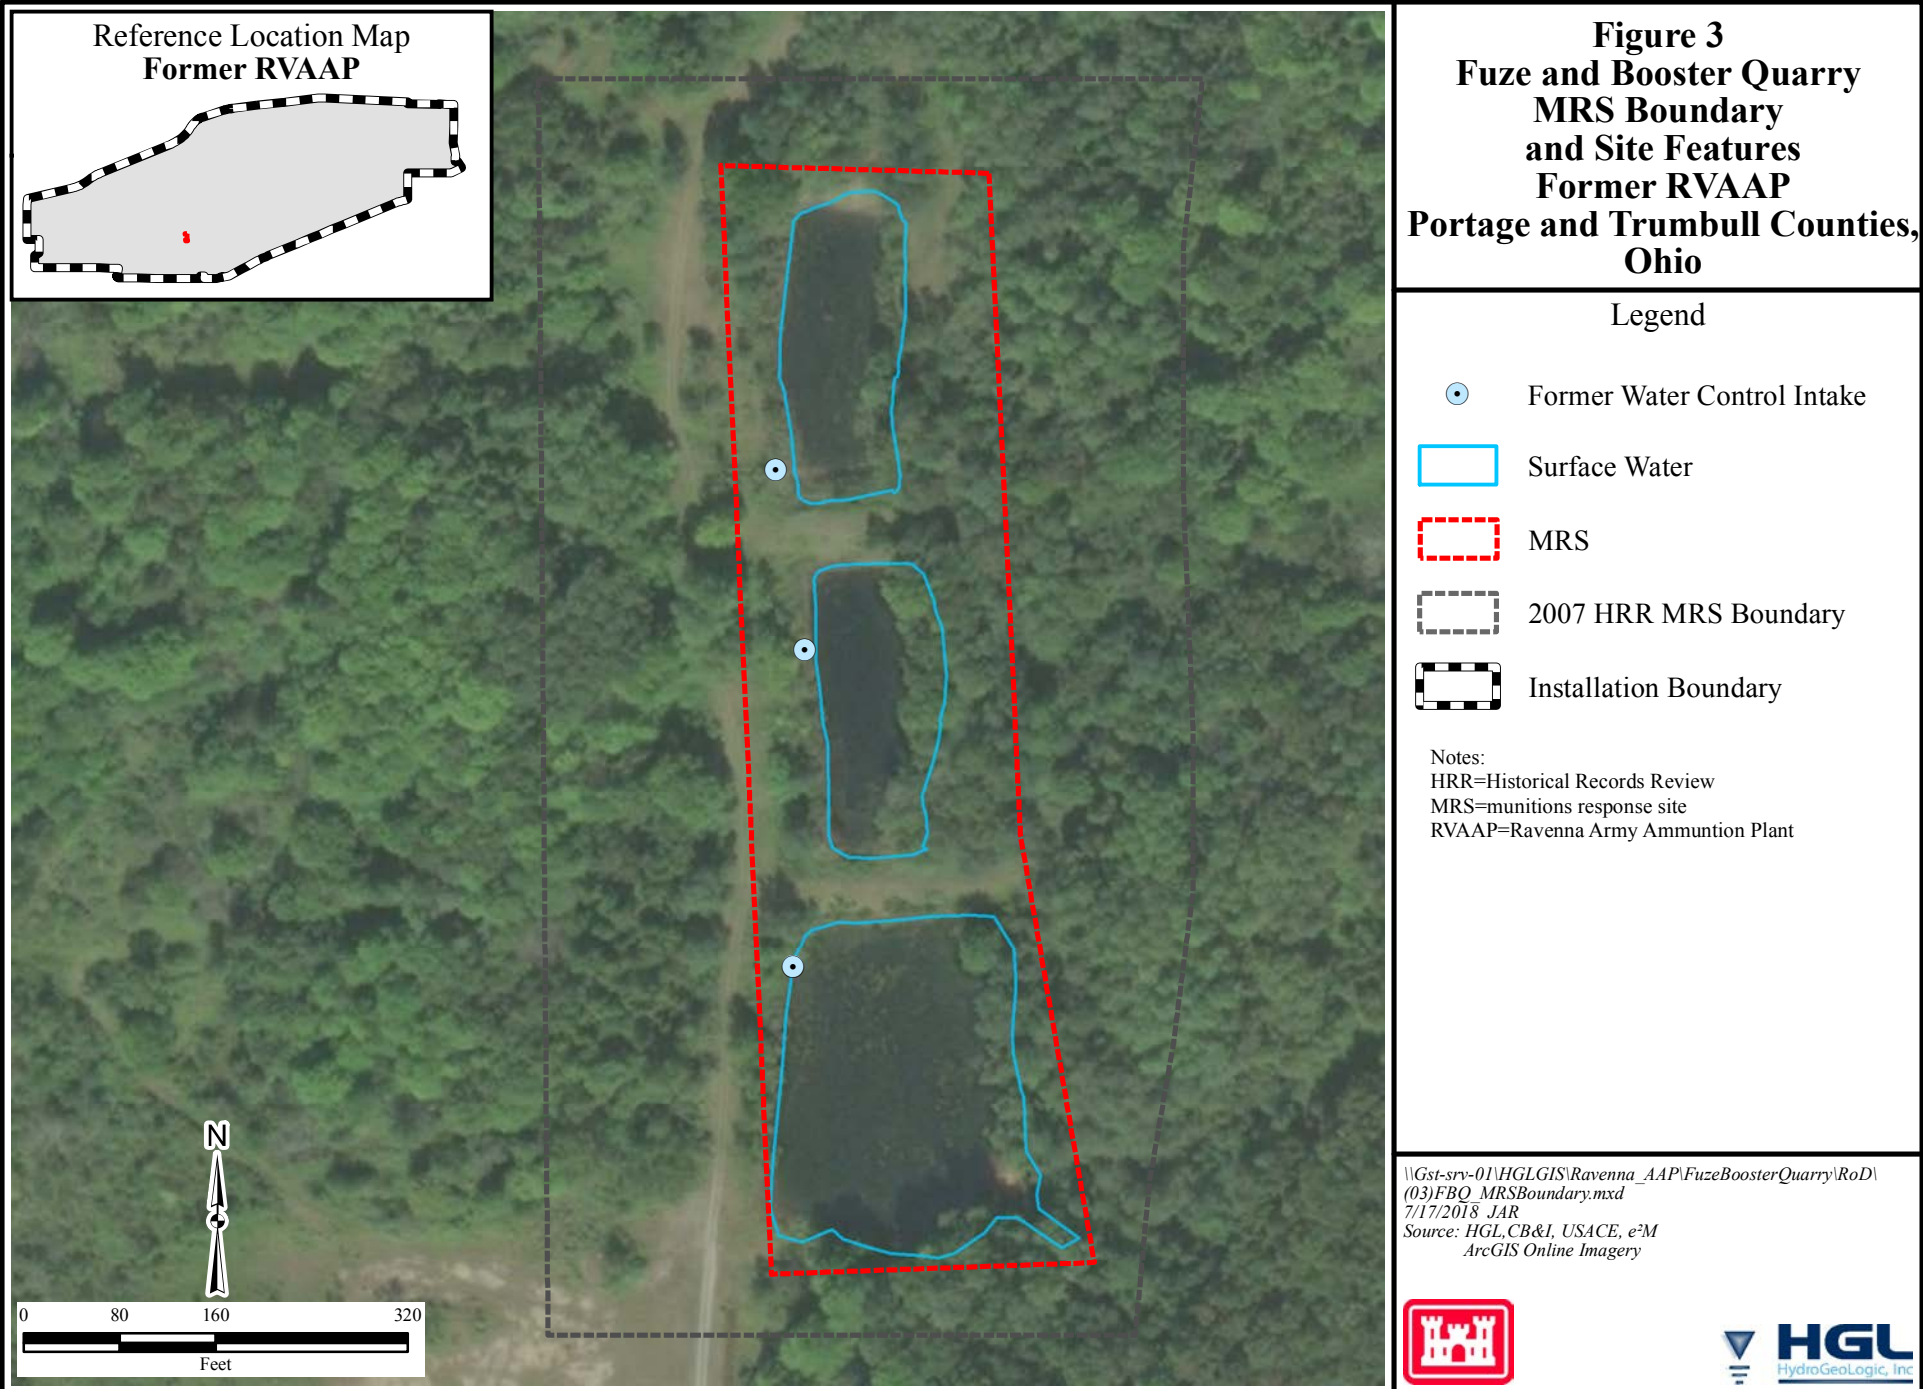 Reference Location Map
Former RVAAP
Figure 3
Fuze and Booster Quarry
MRS Boundary
and Site Features
Former RVAAP
Portage and Trumbull Counties,
Ohio
Legend
Former Water Control Intake
Surface Water
MRS
2007 HRR MRS Boundary
Installation Boundary
Notes:
HRR=Historical Records Review
MRS=munitions response site
RVAAP=Ravenna Army Ammuntion Plant
N
0 80 160 320
Feet
\\Gst-srv-01\HGLGIS\Ravenna_AAP\FuzeBoosterQuarry\RoD\
(03)FBQ_MRSBoundary.mxd
7/17/2018 JAR
Source: HGL,CB&I, USACE, e²M
ArcGIS Online Imagery
HGL
HydroGeoLogic, Inc